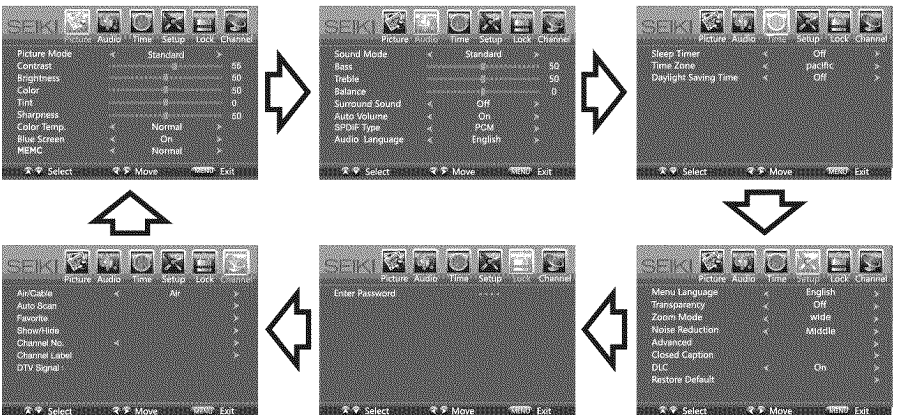 SEIKI
Picture Audio Time Setup Lock Channel
Picture Mode Standard
Contrast 55
Brightness 50
Color 50
Tint 0
Sharpness 50
Color Temp. Normal
Blue Screen On
MEMC Normal
Select Move MENU Exit
SEIKI
Picture Audio Time Setup Lock Channel
Sound Mode Standard
Bass 50
Treble 50
Balance 0
Surround Sound Off
Auto Volume On
SPDIF Type PCM
Audio Language English
Select Move MENU Exit
SEIKI
Picture Audio Time Setup Lock Channel
Sleep Timer Off
Time Zone pacific
Daylight Saving Time Off
Select Move MENU Exit
SEIKI
Picture Audio Time Setup Lock Channel
Air/Cable Air
Auto Scan
Favorite
Show/Hide
Channel No.
Channel Label
DTV Signal :
Select Move MENU Exit
SEIKI
Picture Audio Time Setup Lock Channel
Enter Password - - - -
Select Move MENU Exit
SEIKI
Picture Audio Time Setup Lock Channel
Menu Language English
Transparency Off
Zoom Mode wide
Noise Reduction Middle
Advanced
Closed Caption
DLC On
Restore Default
Select Move MENU Exit